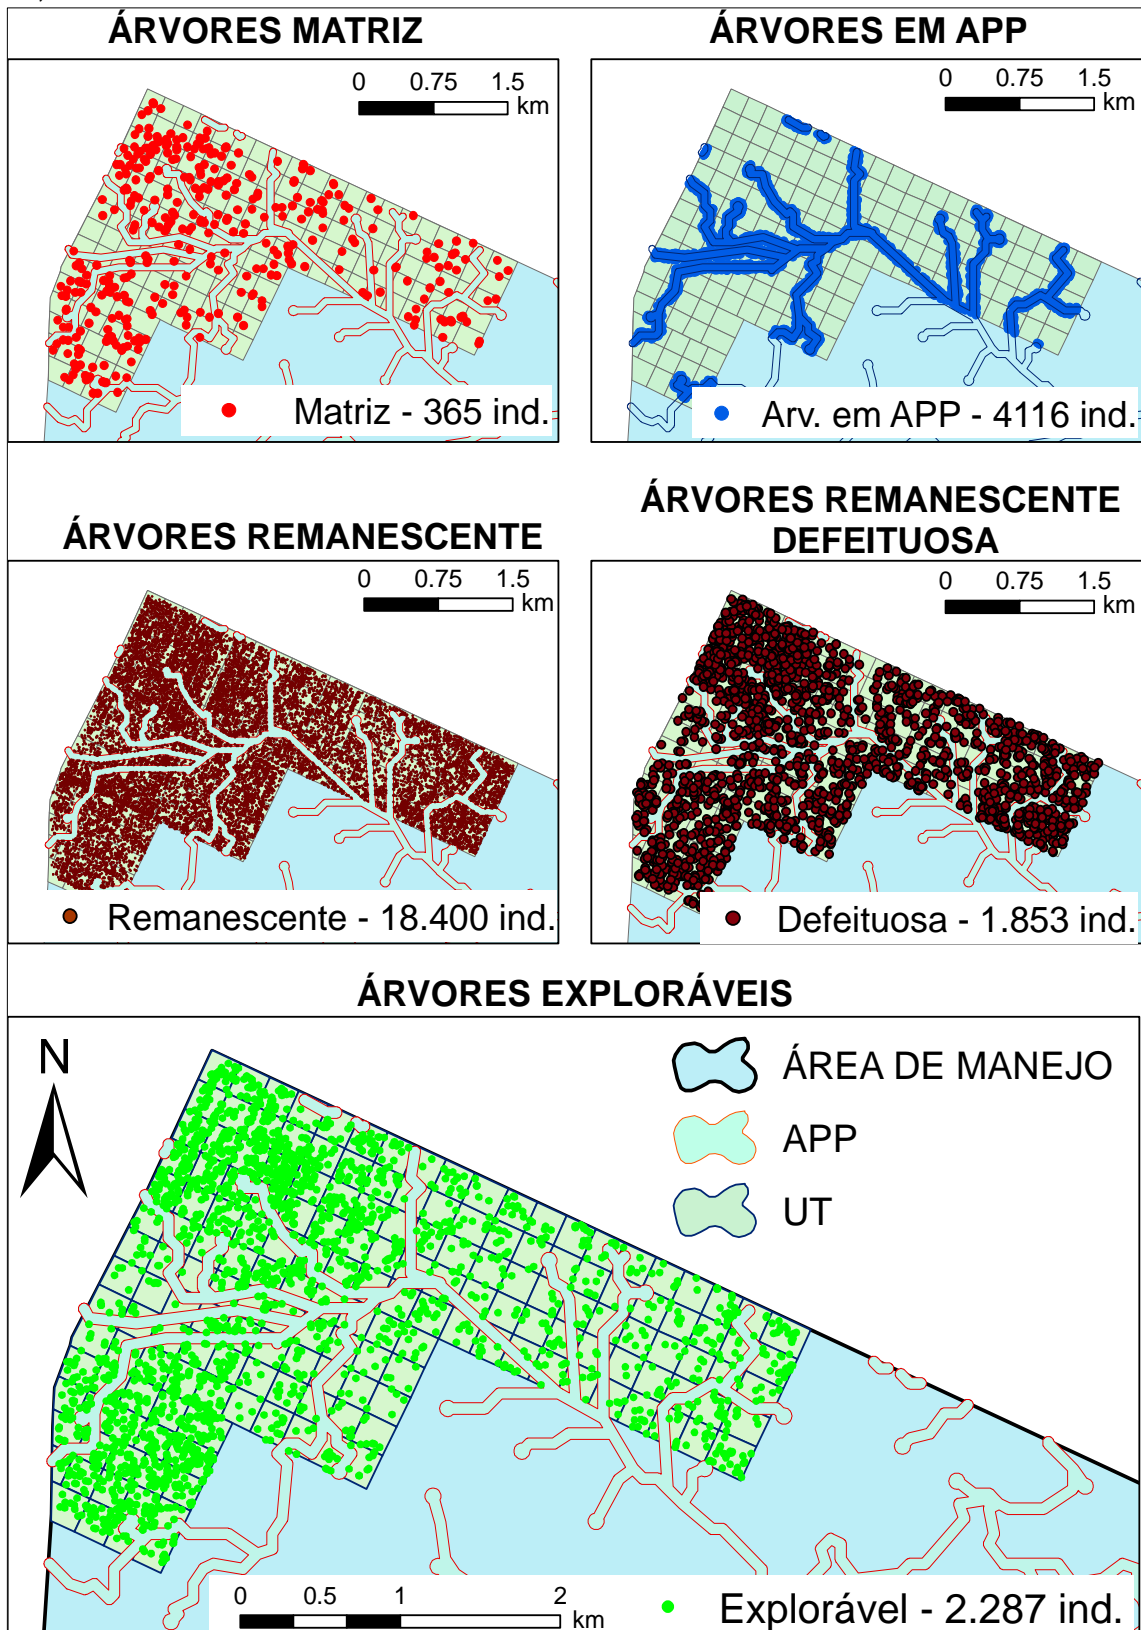 ÁRVORES MATRIZ
0 0.75 1.5
km
Matriz - 365 ind.
ÁRVORES EM APP
0 0.75 1.5
km
Arv. em APP - 4116 ind.
ÁRVORES REMANESCENTE
0 0.75 1.5
km
Remanescente - 18.400 ind.
ÁRVORES REMANESCENTE
DEFEITUOSA
0 0.75 1.5
km
Defeituosa - 1.853 ind.
ÁRVORES EXPLORÁVEIS
N
ÁREA DE MANEJO
APP
UT
0 0.5 1 2
km
Explorável - 2.287 ind.